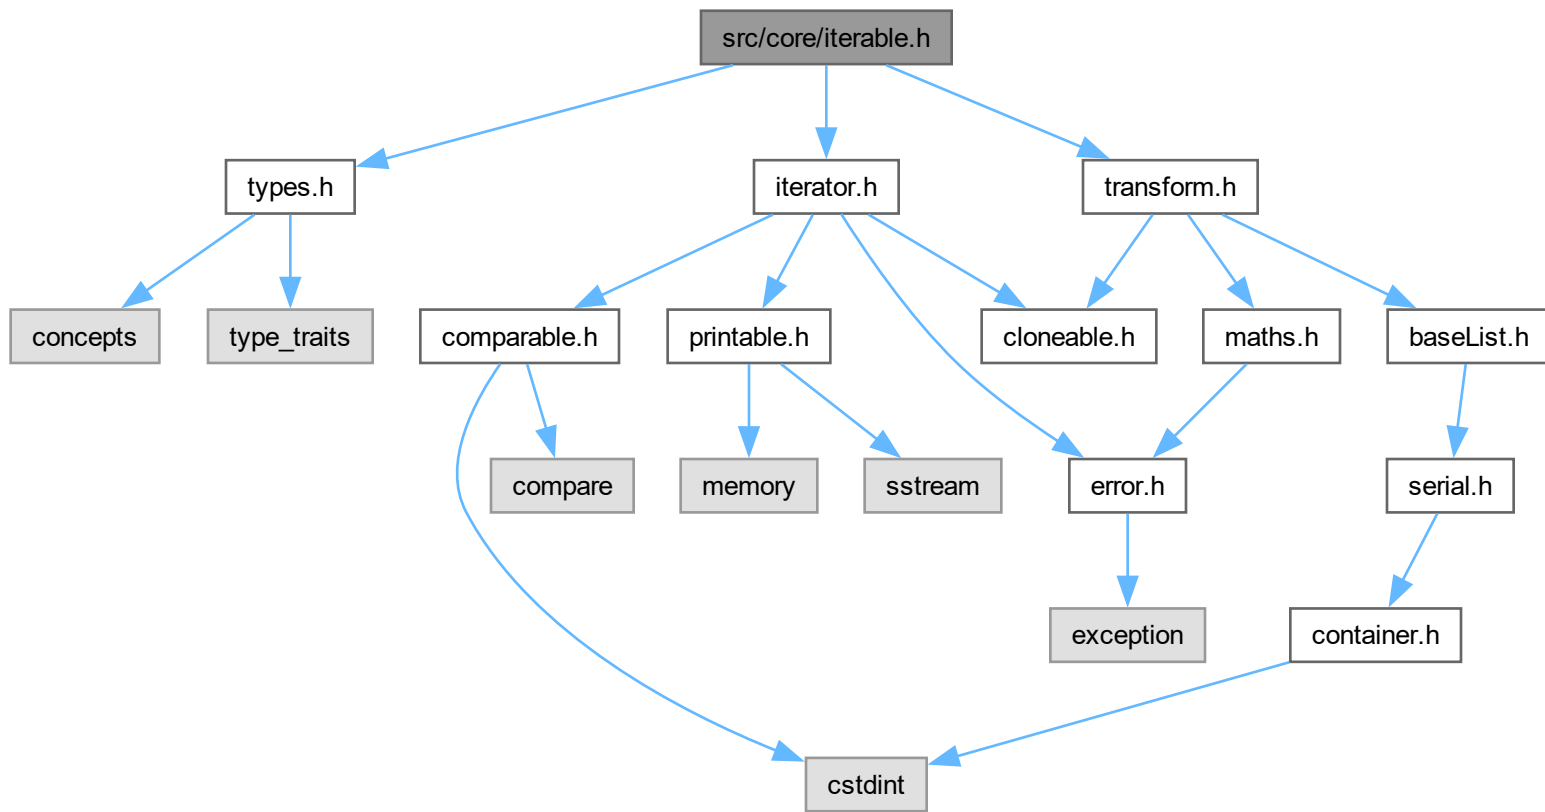 src/core/iterable.h
types.h
iterator.h
transform.h
concepts
type_traits
comparable.h
printable.h
cloneable.h
maths.h
baseList.h
compare
memory
sstream
error.h
serial.h
exception
container.h
cstdint